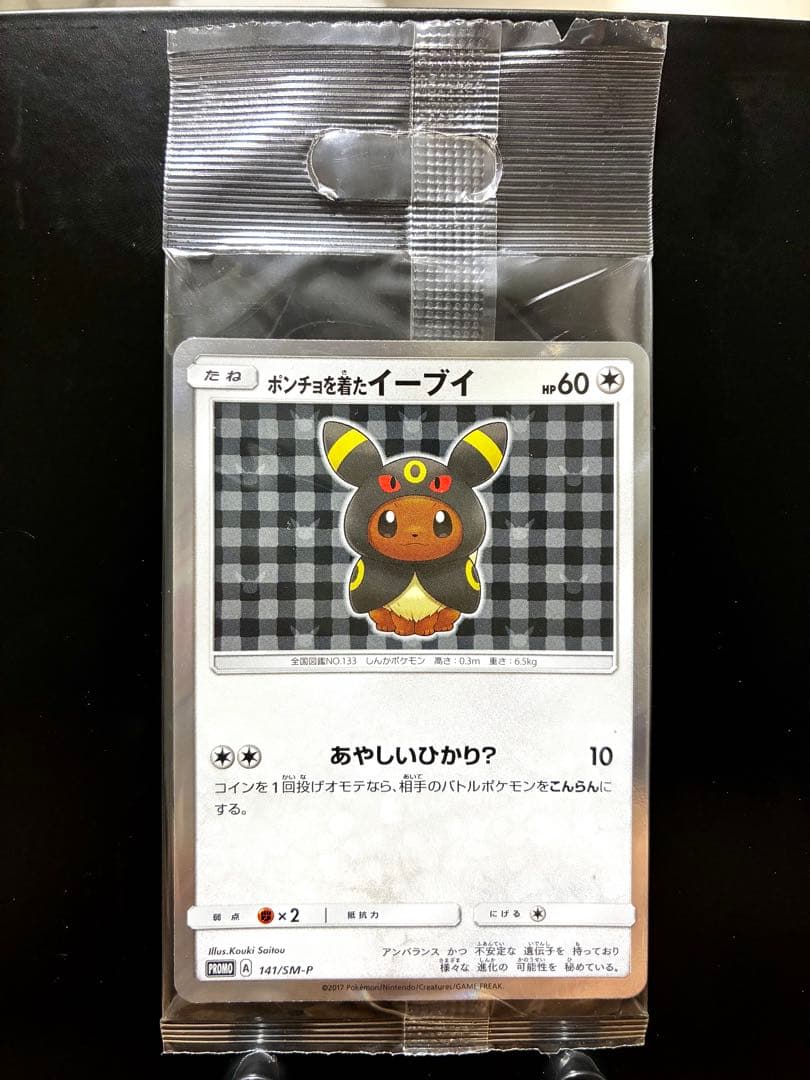 たね
ポンチョを着たイーブイ
HP60
全国図鑑NO.133 しんかポケモン 高さ：0.3m 重さ：6.5kg
あやしいひかり？ 10
コインを1回投げオモテなら、相手のバトルポケモンをこんらんに
する。
弱点 ×2 抵抗力 にげる
Illus.Kouki Saitou
PROMO A 141/SM-P
アンバランス かつ 不安定な 遺伝子を 持っており
様々な 進化の 可能性を 秘めている。
©2017 Pokémon/Nintendo/Creatures/GAME FREAK.